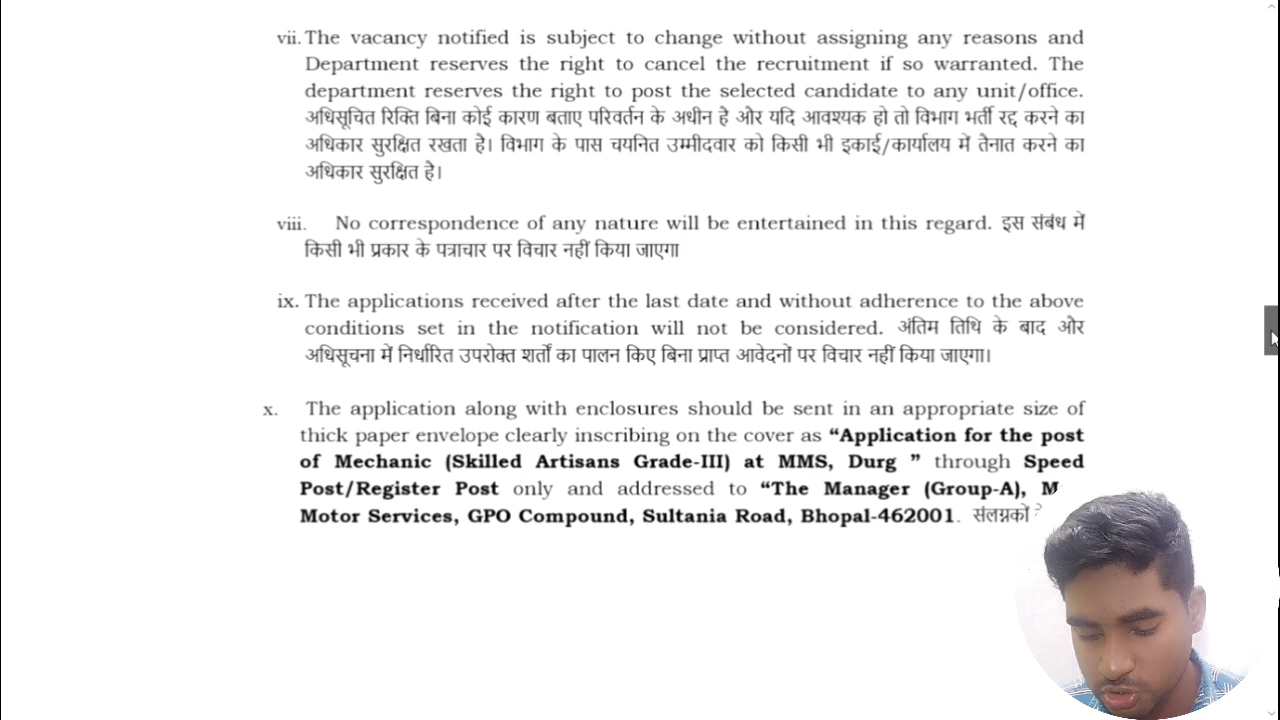 vii. The vacancy notified is subject to change without assigning any reasons and
Department reserves the right to cancel the recruitment if so warranted. The
department reserves the right to post the selected candidate to any unit/office.
अधिसूचित रिक्ति बिना कोई कारण बताए परिवर्तन के अधीन है और यदि आवश्यक हो तो विभाग भर्ती रद्द करने का
अधिकार सुरक्षित रखता है। विभाग के पास चयनित उम्मीदवार को किसी भी इकाई/कार्यालय में तैनात करने का
अधिकार सुरक्षित है।
viii. No correspondence of any nature will be entertained in this regard. इस संबंध में
किसी भी प्रकार के पत्राचार पर विचार नहीं किया जाएगा
ix. The applications received after the last date and without adherence to the above
conditions set in the notification will not be considered. अंतिम तिथि के बाद और
अधिसूचना में निर्धारित उपरोक्त शर्तों का पालन किए बिना प्राप्त आवेदनों पर विचार नहीं किया जाएगा।
x. The application along with enclosures should be sent in an appropriate size of
thick paper envelope clearly inscribing on the cover as “Application for the post
of Mechanic (Skilled Artisans Grade-III) at MMS, Durg ” through Speed
Post/Register Post only and addressed to “The Manager (Group-A),
Motor Services, GPO Compound, Sultania Road, Bhopal-462001. संलग्नकों